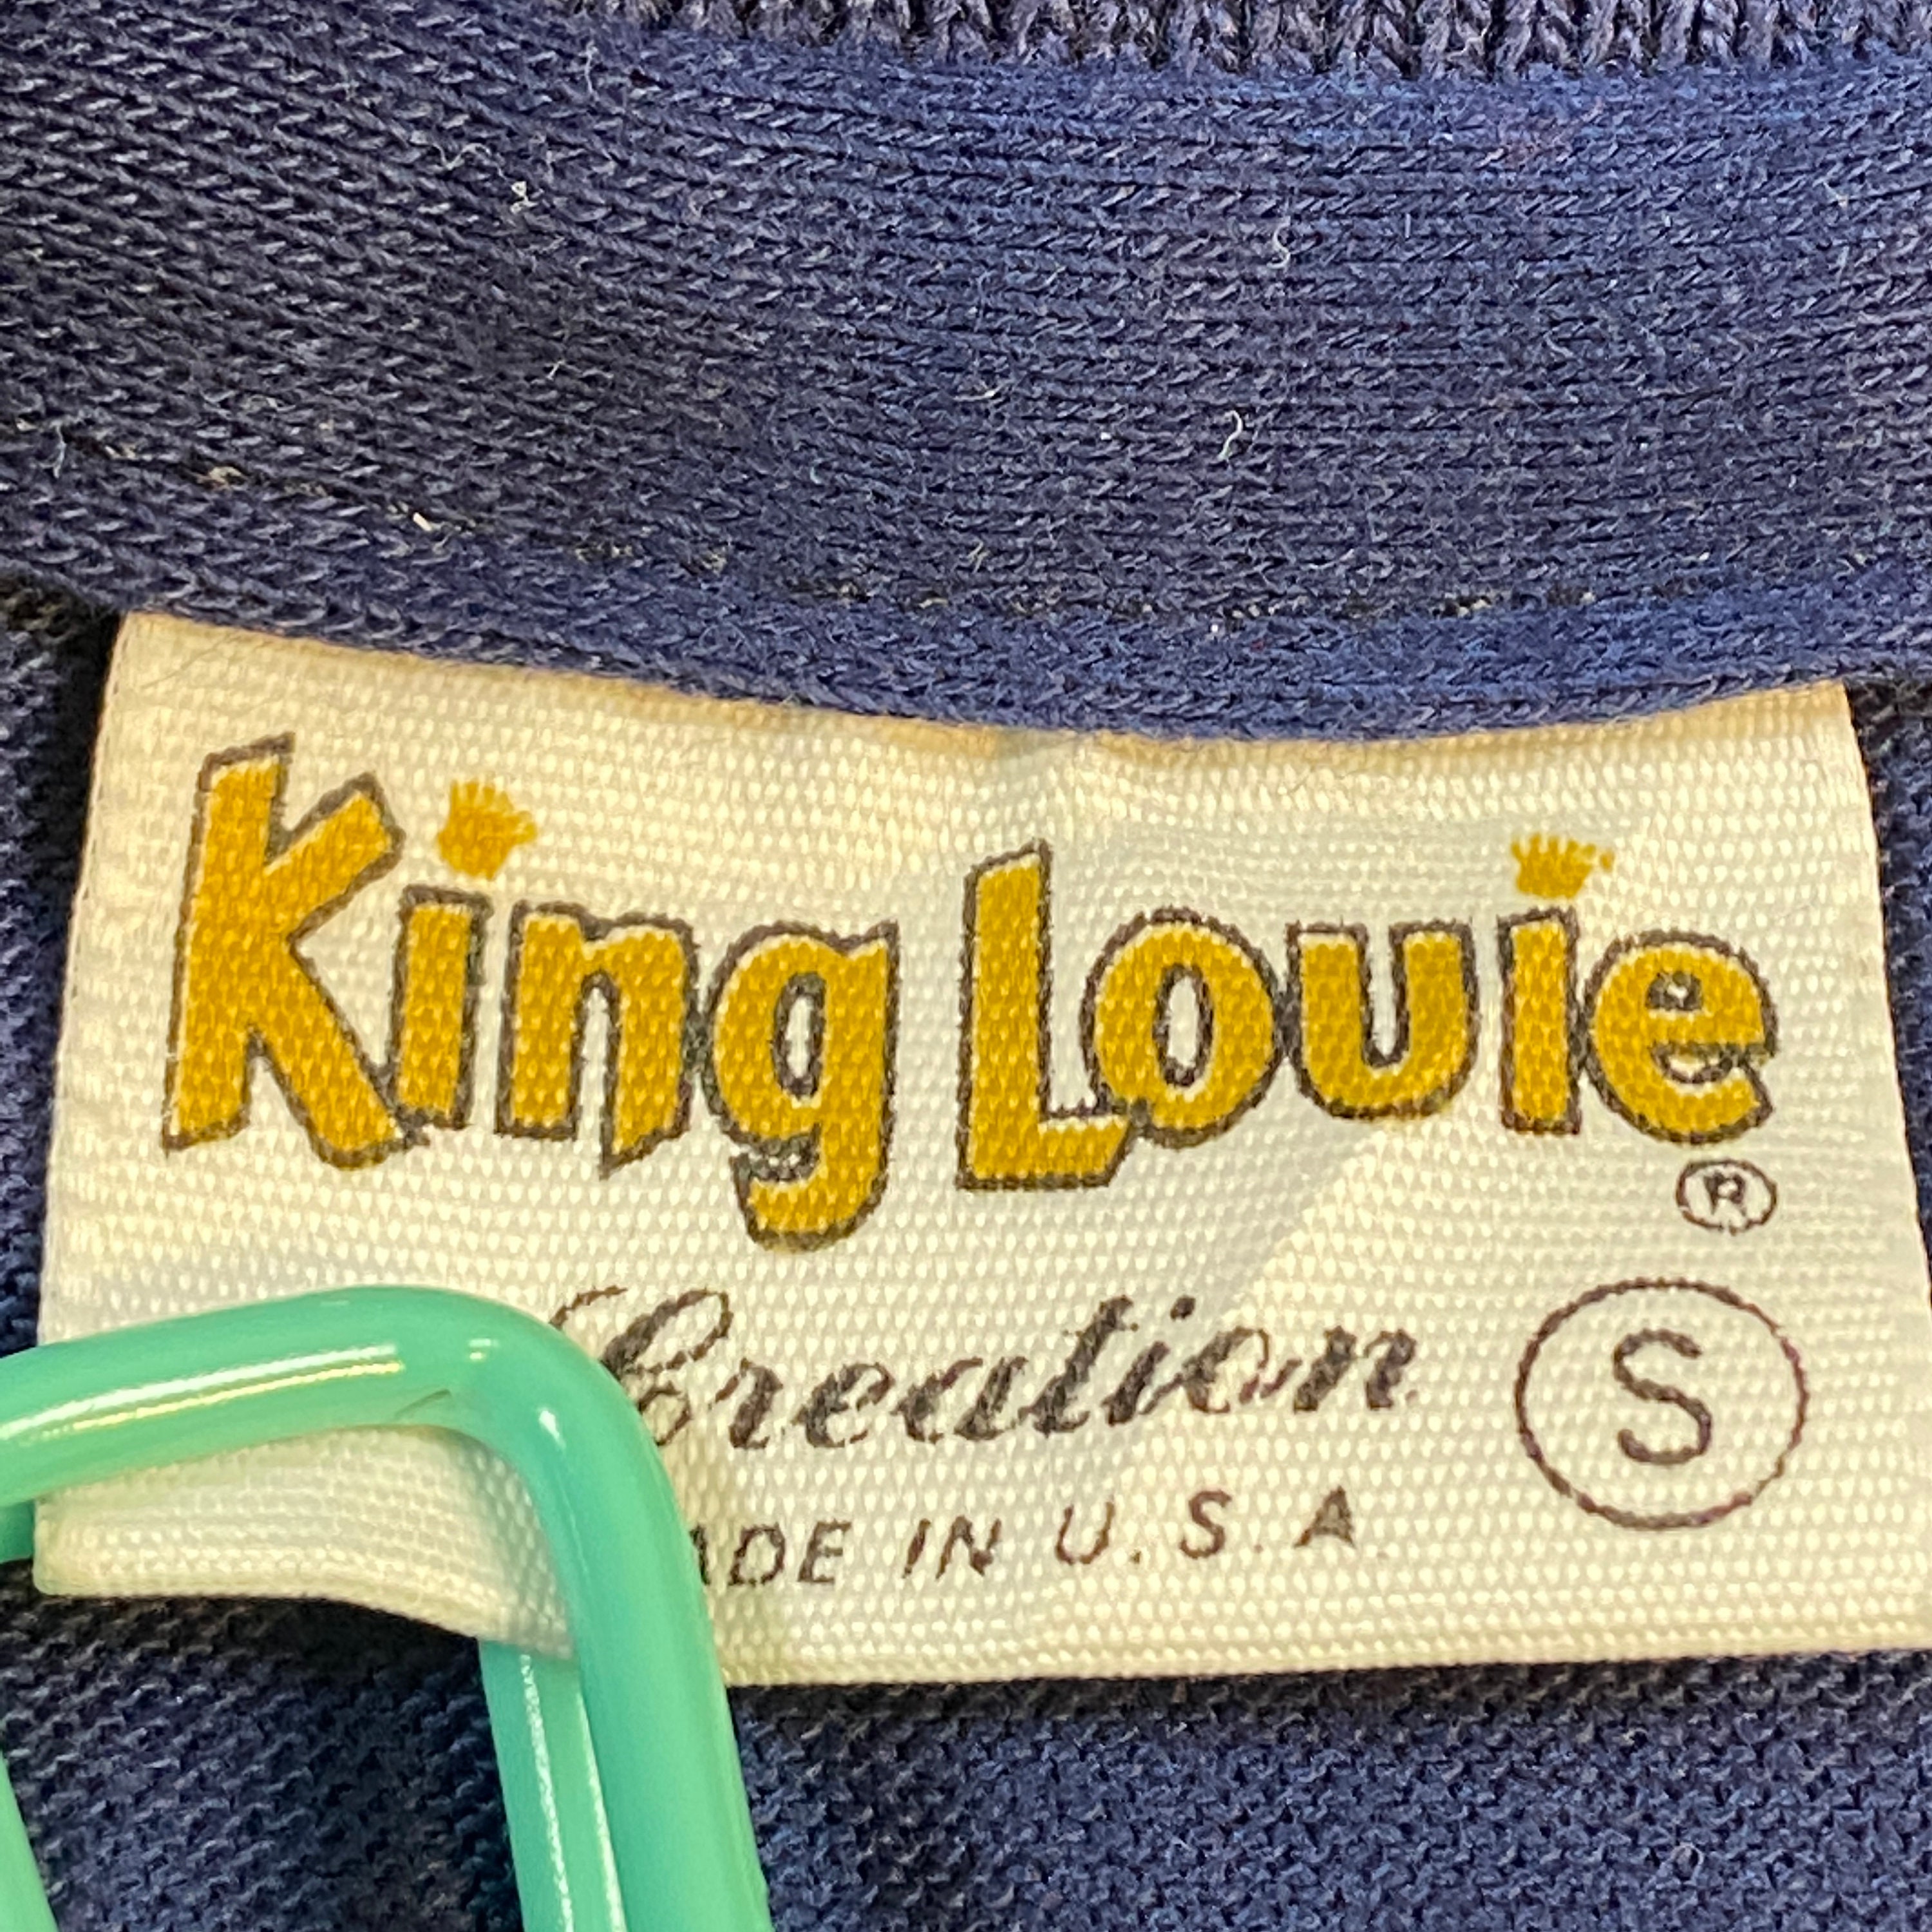 King Louie
®
Creation S
ADE IN U.S.A.